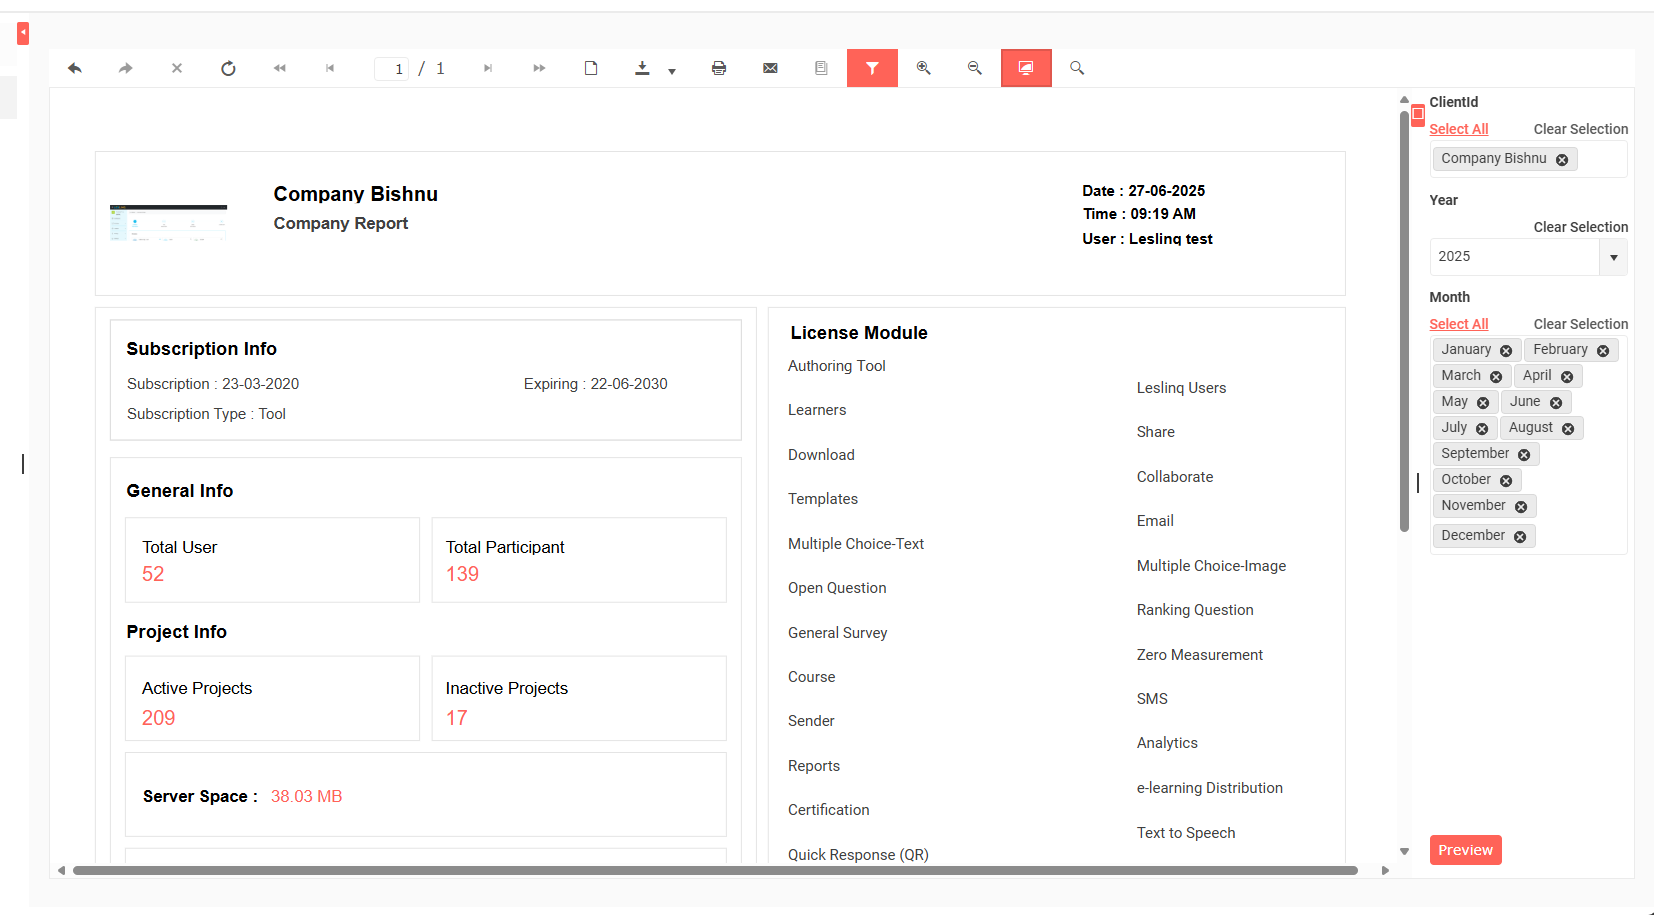 1 / 1
Company Bishnu
Company Report
Date : 27-06-2025
Time : 09:19 AM
User : Leslinq test
Subscription Info
Subscription : 23-03-2020 Expiring : 22-06-2030
Subscription Type : Tool
General Info
Total User
52
Total Participant
139
Project Info
Active Projects
209
Inactive Projects
17
Server Space : 38.03 MB
License Module
Authoring Tool
Leslinq Users
Learners
Share
Download
Collaborate
Templates
Email
Multiple Choice-Text
Multiple Choice-Image
Open Question
Ranking Question
General Survey
Zero Measurement
Course
SMS
Sender
Analytics
Reports
e-learning Distribution
Certification
Text to Speech
Quick Response (QR)
ClientId
Select All Clear Selection
Company Bishnu
Year
Clear Selection
2025
Month
Select All Clear Selection
January February
March April
May June
July August
September
October
November
December
Preview